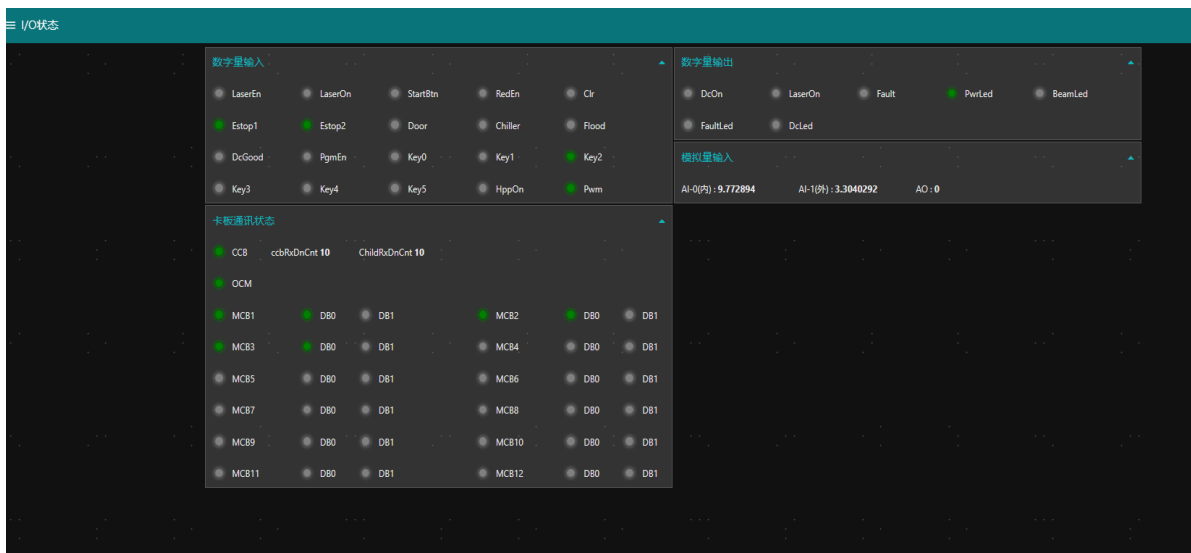 ≡ I/O状态
数字量输入
LaserEn LaserOn StartBtn RedEn Clr
Estop1 Estop2 Door Chiller Flood
DcGood PgmEn Key0 Key1 Key2
Key3 Key4 Key5 HppOn Pwm
数字量输出
DcOn LaserOn Fault PwrLed BeamLed
FaultLed DcLed
模拟量输入
AI-0(内) : 9.772894 AI-1(外) : 3.3040292 AO : 0
卡板通讯状态
CCB ccbRxDnCnt 10 ChildRxDnCnt 10
OCM
MCB1 DB0 DB1 MCB2 DB0 DB1
MCB3 DB0 DB1 MCB4 DB0 DB1
MCB5 DB0 DB1 MCB6 DB0 DB1
MCB7 DB0 DB1 MCB8 DB0 DB1
MCB9 DB0 DB1 MCB10 DB0 DB1
MCB11 DB0 DB1 MCB12 DB0 DB1